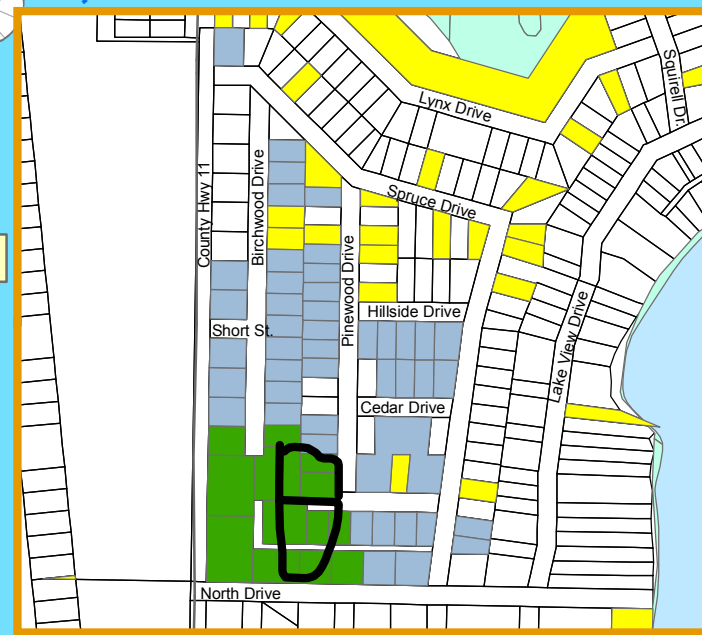 Squirell Dr.
Lynx Drive
County Hwy 11
Birchwood Drive
Spruce Drive
Pinewood Drive
Hillside Drive
Short St.
Lake View Drive
Cedar Drive
North Drive